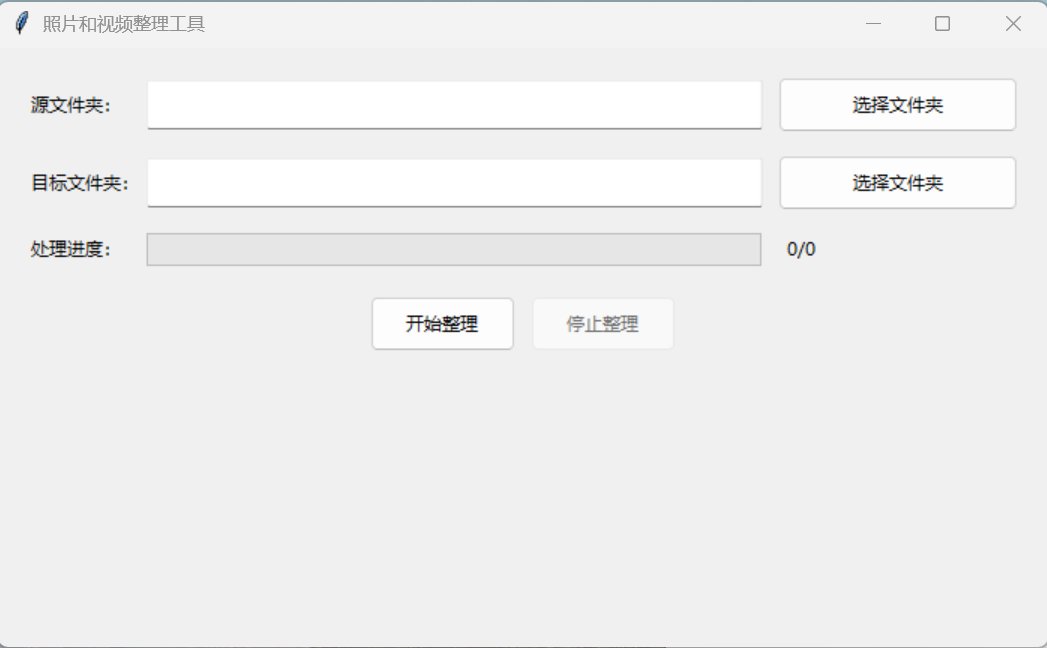 照片和视频整理工具
源文件夹： 选择文件夹
目标文件夹： 选择文件夹
处理进度： 0/0
开始整理 停止整理